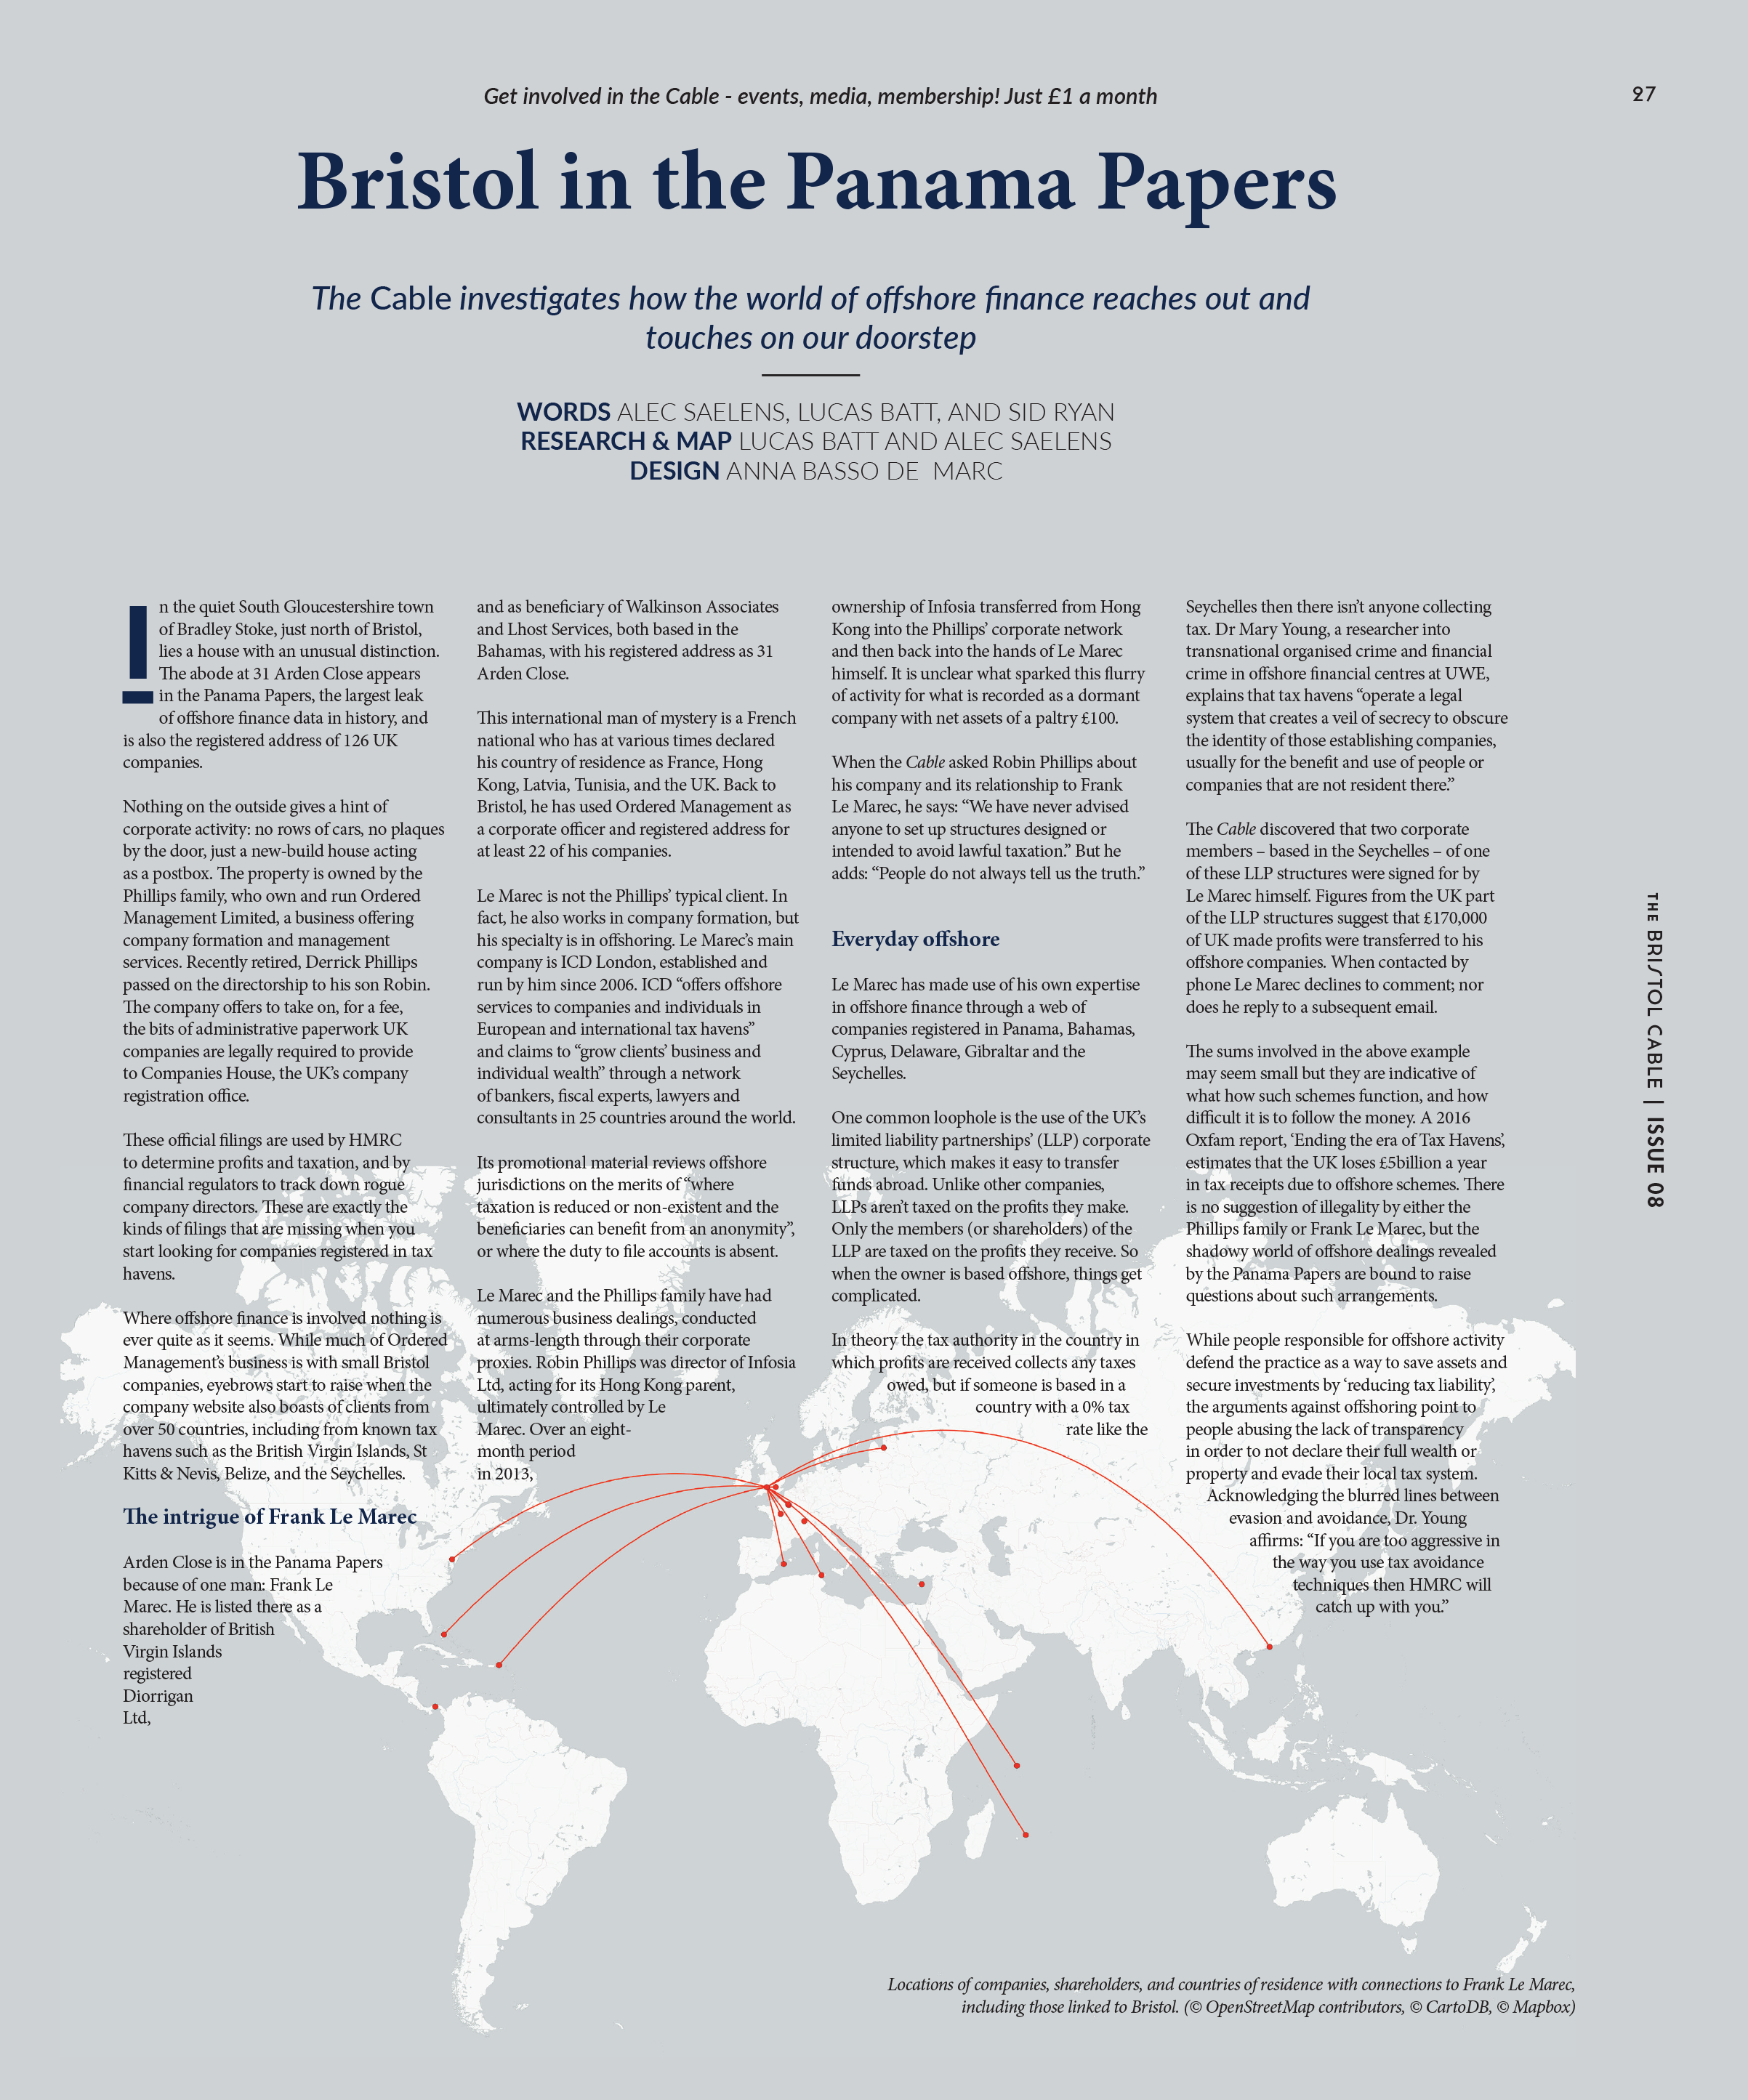 Get involved in the Cable - events, media, membership! Just £1 a month
27
Bristol in the Panama Papers
The Cable investigates how the world of offshore finance reaches out and
touches on our doorstep
WORDS ALEC SAELENS, LUCAS BATT, AND SID RYAN
RESEARCH & MAP LUCAS BATT AND ALEC SAELENS
DESIGN ANNA BASSO DE MARC
In the quiet South Gloucestershire town
of Bradley Stoke, just north of Bristol,
lies a house with an unusual distinction.
The abode at 31 Arden Close appears
in the Panama Papers, the largest leak
of offshore finance data in history, and
is also the registered address of 126 UK
companies.
Nothing on the outside gives a hint of
corporate activity: no rows of cars, no plaques
by the door, just a new-build house acting
as a postbox. The property is owned by the
Phillips family, who own and run Ordered
Management Limited, a business offering
company formation and management
services. Recently retired, Derrick Phillips
passed on the directorship to his son Robin.
The company offers to take on, for a fee,
the bits of administrative paperwork UK
companies are legally required to provide
to Companies House, the UK's company
registration office.
These official filings are used by HMRC
to determine profits and taxation, and by
financial regulators to track down rogue
company directors. These are exactly the
kinds of filings that are missing when you
start looking for companies registered in tax
havens.
Where offshore finance is involved nothing is
ever quite as it seems. While much of Ordered
Management's business is with small Bristol
companies, eyebrows start to raise when the
company website also boasts of clients from
over 50 countries, including from known tax
havens such as the British Virgin Islands, St
Kitts & Nevis, Belize, and the Seychelles.
The intrigue of Frank Le Marec
Arden Close is in the Panama Papers
because of one man: Frank Le
Marec. He is listed there as a
shareholder of British
Virgin Islands
registered
Diorrigan
Ltd,
and as beneficiary of Walkinson Associates
and Lhost Services, both based in the
Bahamas, with his registered address as 31
Arden Close.
This international man of mystery is a French
national who has at various times declared
his country of residence as France, Hong
Kong, Latvia, Tunisia, and the UK. Back to
Bristol, he has used Ordered Management as
a corporate officer and registered address for
at least 22 of his companies.
Le Marec is not the Phillips' typical client. In
fact, he also works in company formation, but
his specialty is in offshoring. Le Marec's main
company is ICD London, established and
run by him since 2006. ICD "offers offshore
services to companies and individuals in
European and international tax havens"
and claims to "grow clients' business and
individual wealth" through a network
of bankers, fiscal experts, lawyers and
consultants in 25 countries around the world.
Its promotional material reviews offshore
jurisdictions on the merits of "where
taxation is reduced or non-existent and the
beneficiaries can benefit from an anonymity",
or where the duty to file accounts is absent.
Le Marec and the Phillips family have had
numerous business dealings, conducted
at arms-length through their corporate
proxies. Robin Phillips was director of Infosia
Ltd, acting for its Hong Kong parent,
ultimately controlled by Le
Marec. Over an eight-
month period
in 2013,
ownership of Infosia transferred from Hong
Kong into the Phillips' corporate network
and then back into the hands of Le Marec
himself. It is unclear what sparked this flurry
of activity for what is recorded as a dormant
company with net assets of a paltry £100.
When the Cable asked Robin Phillips about
his company and its relationship to Frank
Le Marec, he says: "We have never advised
anyone to set up structures designed or
intended to avoid lawful taxation." But he
adds: "People do not always tell us the truth."
Everyday offshore
Le Marec has made use of his own expertise
in offshore finance through a web of
companies registered in Panama, Bahamas,
Cyprus, Delaware, Gibraltar and the
Seychelles.
One common loophole is the use of the UK's
limited liability partnerships' (LLP) corporate
structure, which makes it easy to transfer
funds abroad. Unlike other companies,
LLPs aren't taxed on the profits they make.
Only the members (or shareholders) of the
LLP are taxed on the profits they receive. So
when the owner is based offshore, things get
complicated.
In theory the tax authority in the country in
which profits are received collects any taxes
owed, but if someone is based in a
country with a 0% tax
rate like the
Seychelles then there isn't anyone collecting
tax. Dr Mary Young, a researcher into
transnational organised crime and financial
crime in offshore financial centres at UWE,
explains that tax havens "operate a legal
system that creates a veil of secrecy to obscure
the identity of those establishing companies,
usually for the benefit and use of people or
companies that are not resident there."
The Cable discovered that two corporate
members – based in the Seychelles – of one
of these LLP structures were signed for by
Le Marec himself. Figures from the UK part
of the LLP structures suggest that £170,000
of UK made profits were transferred to his
offshore companies. When contacted by
phone Le Marec declines to comment; nor
does he reply to a subsequent email.
The sums involved in the above example
may seem small but they are indicative of
what how such schemes function, and how
difficult it is to follow the money. A 2016
Oxfam report, 'Ending the era of Tax Havens',
estimates that the UK loses £5billion a year
in tax receipts due to offshore schemes. There
is no suggestion of illegality by either the
Phillips family or Frank Le Marec, but the
shadowy world of offshore dealings revealed
by the Panama Papers are bound to raise
questions about such arrangements.
While people responsible for offshore activity
defend the practice as a way to save assets and
secure investments by 'reducing tax liability',
the arguments against offshoring point to
people abusing the lack of transparency
in order to not declare their full wealth or
property and evade their local tax system.
Acknowledging the blurred lines between
evasion and avoidance, Dr. Young
affirms: "If you are too aggressive in
the way you use tax avoidance
techniques then HMRC will
catch up with you."
THE BRISTOL CABLE | ISSUE 08
Locations of companies, shareholders, and countries of residence with connections to Frank Le Marec,
including those linked to Bristol. (© OpenStreetMap contributors, © CartoDB, © Mapbox)